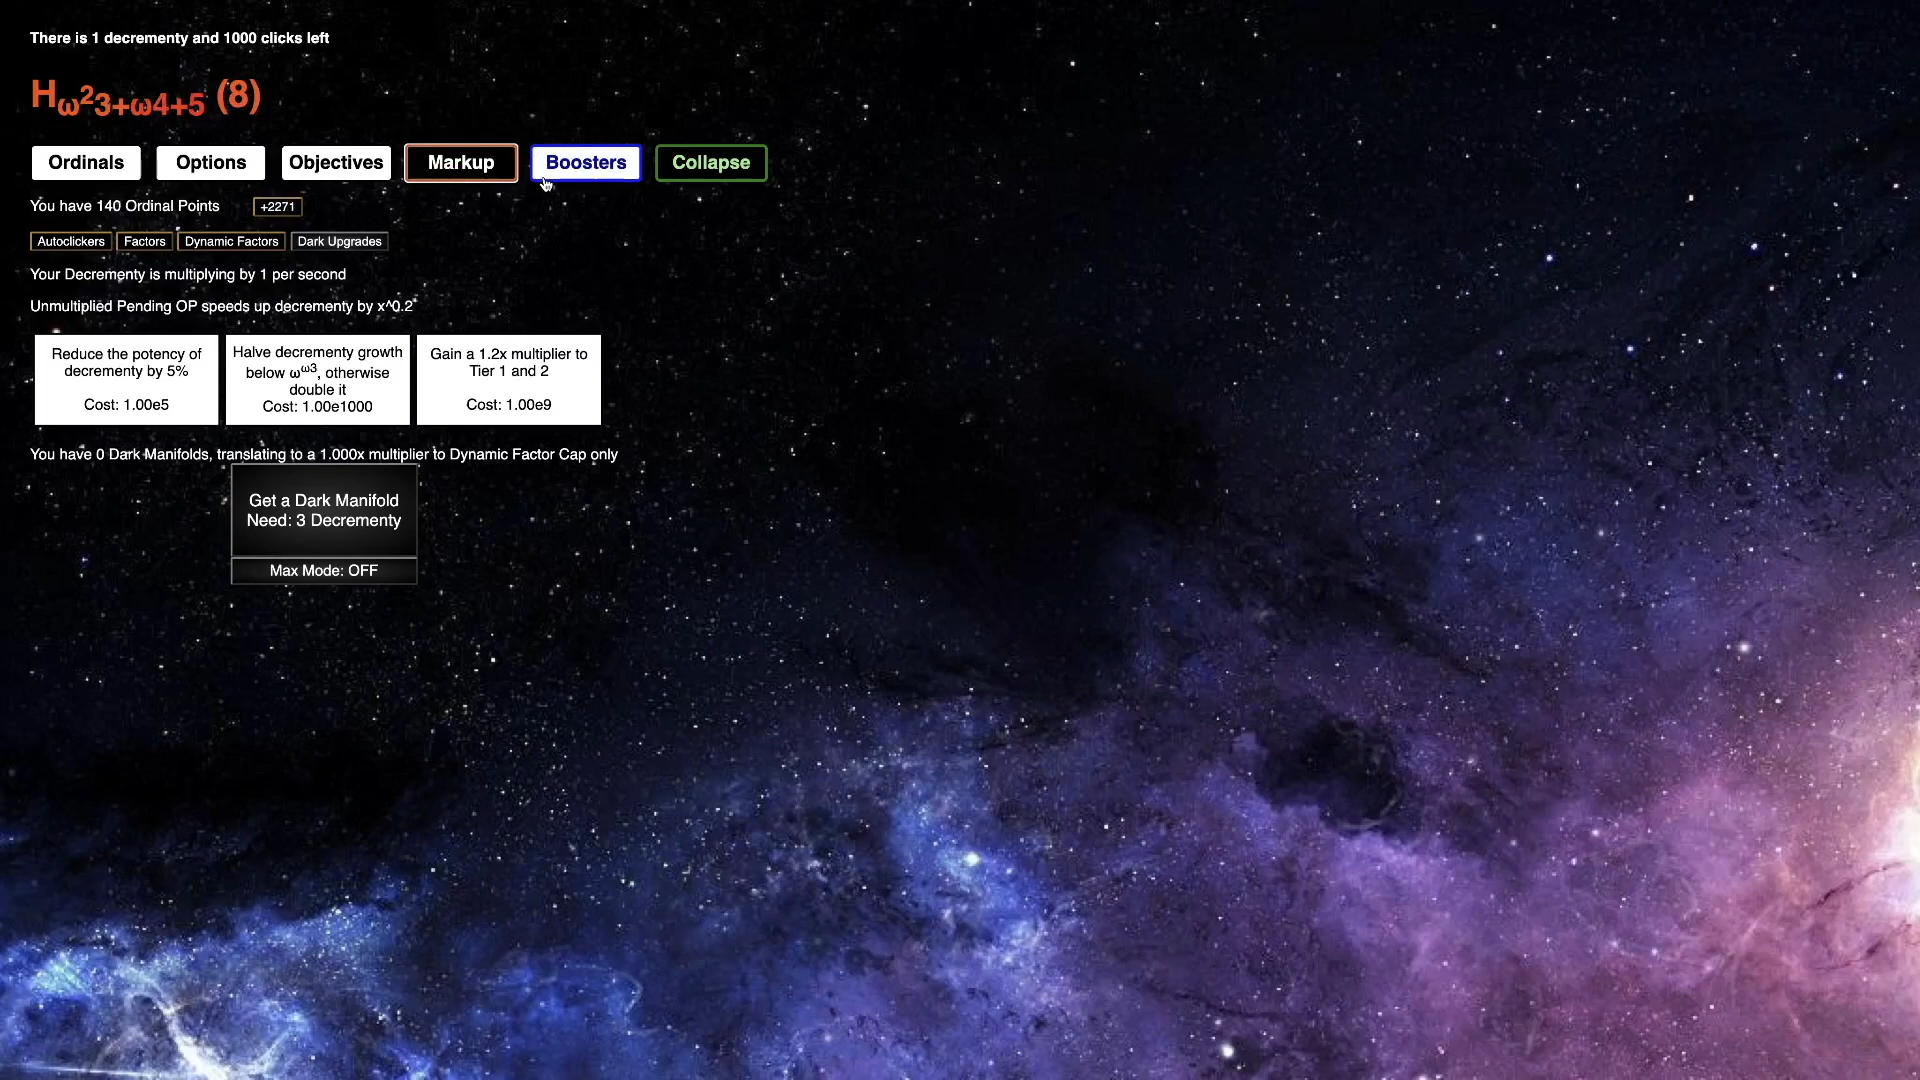 There is 1 decrementy and 1000 clicks left
Hω²3+ω4+5 (8)
Ordinals Options Objectives Markup Boosters Collapse
You have 140 Ordinal Points +2271
Autoclickers Factors Dynamic Factors Dark Upgrades
Your Decrementy is multiplying by 1 per second
Unmultiplied Pending OP speeds up decrementy by x^0.2
Reduce the potency of
decrementy by 5%
Cost: 1.00e5
Halve decrementy growth
below ω^ω3, otherwise
double it
Cost: 1.00e1000
Gain a 1.2x multiplier to
Tier 1 and 2
Cost: 1.00e9
You have 0 Dark Manifolds, translating to a 1.000x multiplier to Dynamic Factor Cap only
Get a Dark Manifold
Need: 3 Decrementy
Max Mode: OFF